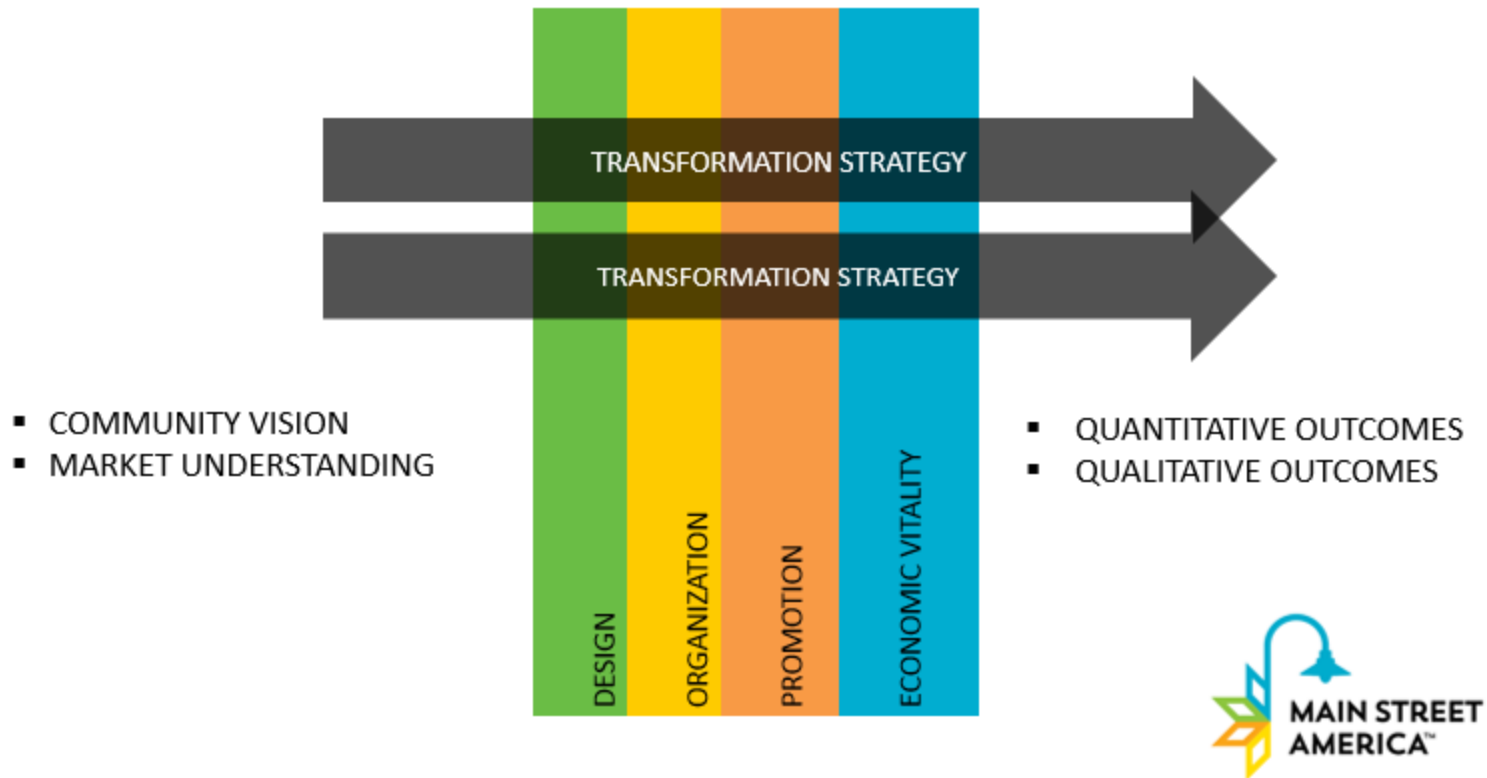 TRANSFORMATION STRATEGY
TRANSFORMATION STRATEGY
▪ COMMUNITY VISION
▪ MARKET UNDERSTANDING
DESIGN
ORGANIZATION
PROMOTION
ECONOMIC VITALITY
▪ QUANTITATIVE OUTCOMES
▪ QUALITATIVE OUTCOMES
MAIN STREET
AMERICA™